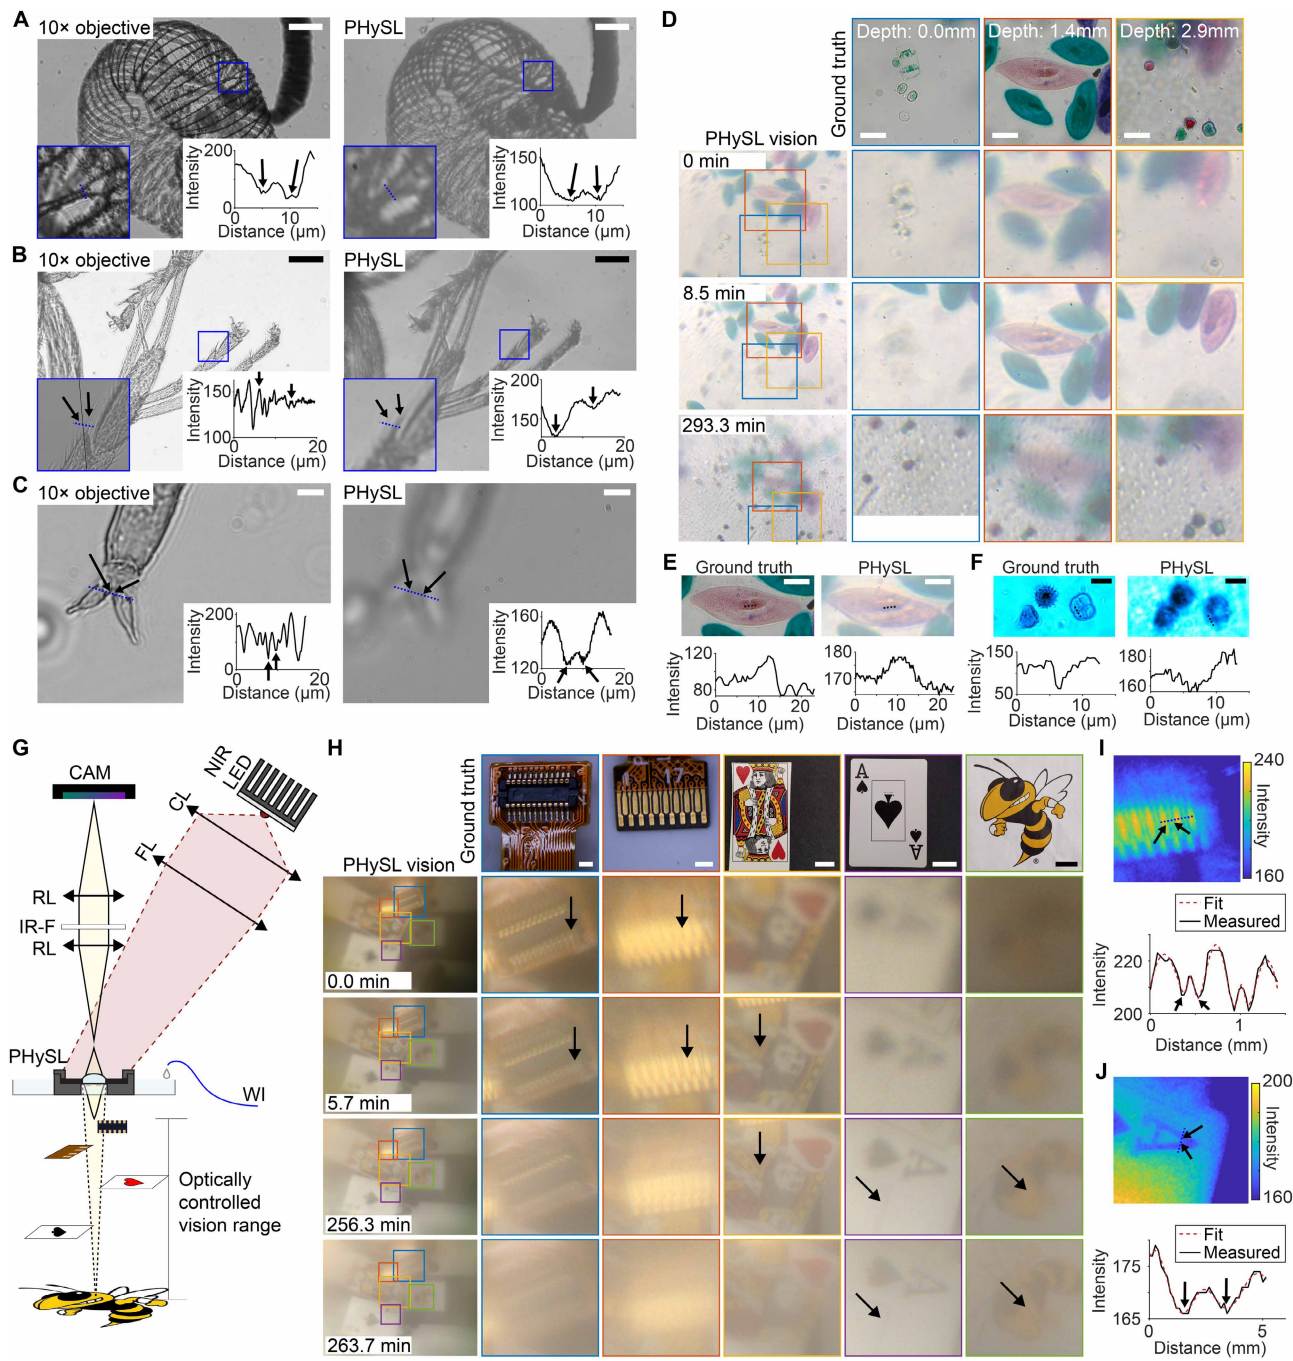 A
10× objective
PHySL
Intensity
200
100
0
0
10
Distance (µm)
Intensity
150
100
0
10
Distance (µm)
B
10× objective
PHySL
Intensity
150
100
0
20
Distance (µm)
Intensity
200
150
0
20
Distance (µm)
C
10× objective
PHySL
Intensity
200
100
0
0
20
Distance (µm)
Intensity
160
120
0
20
Distance (µm)
D
Ground truth
Depth: 0.0mm
Depth: 1.4mm
Depth: 2.9mm
PHySL vision
0 min
8.5 min
293.3 min
E
Ground truth
PHySL
Intensity
120
80
0
10
20
Distance (µm)
180
170
0
10
20
Distance (µm)
F
Ground truth
PHySL
Intensity
150
50
0
10
Distance (µm)
180
160
0
10
Distance (µm)
G
CAM
NIR
LED
CL
FL
RL
IR-F
RL
PHySL
WI
Optically
controlled
vision range
H
Ground truth
17
A
A
®
PHySL vision
0.0 min
5.7 min
256.3 min
263.7 min
I
240
160
Intensity
Fit
Measured
Intensity
220
200
0
1
Distance (mm)
J
200
160
Intensity
Fit
Measured
Intensity
175
165
0
5
Distance (mm)